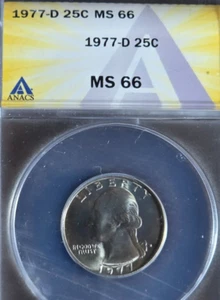 1977-D 25C MS 66
1977-D 25C
ANACS
MS 66
LIBERTY
IN GOD WE
TRUST
1977